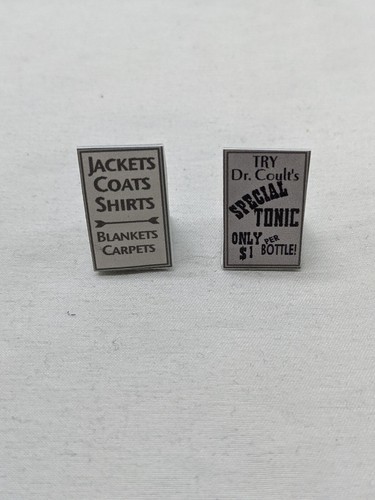 JACKETS
COATS
SHIRTS
BLANKETS
CARPETS
TRY
Dr. Coult's
SPECIAL
TONIC
ONLY PER
$1 BOTTLE!